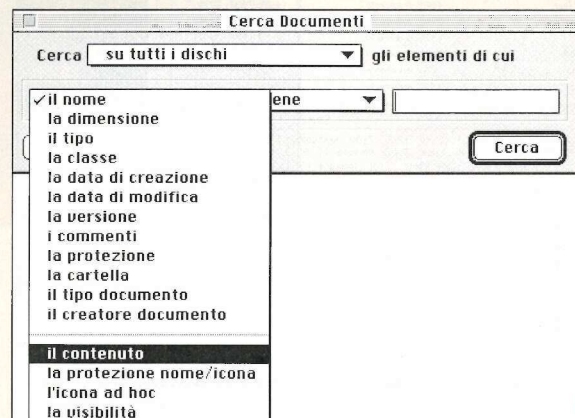 Cerca Documenti
Cerca su tutti i dischi gli elementi di cui
✓il nome
ene
la dimensione
il tipo
la classe
Cerca
la data di creazione
la data di modifica
la versione
i commenti
la protezione
la cartella
il tipo documento
il creatore documento
il contenuto
la protezione nome/icona
l'icona ad hoc
la visibilità